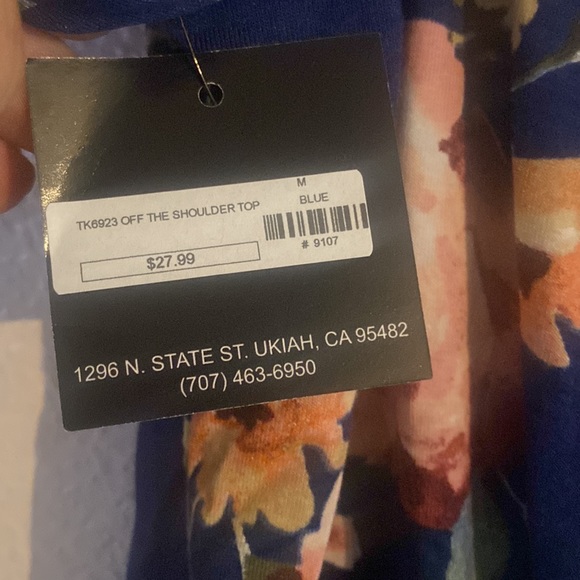 M
TK6923 OFF THE SHOULDER TOP
BLUE
$27.99
# 9107
1296 N. STATE ST. UKIAH, CA 95482
(707) 463-6950